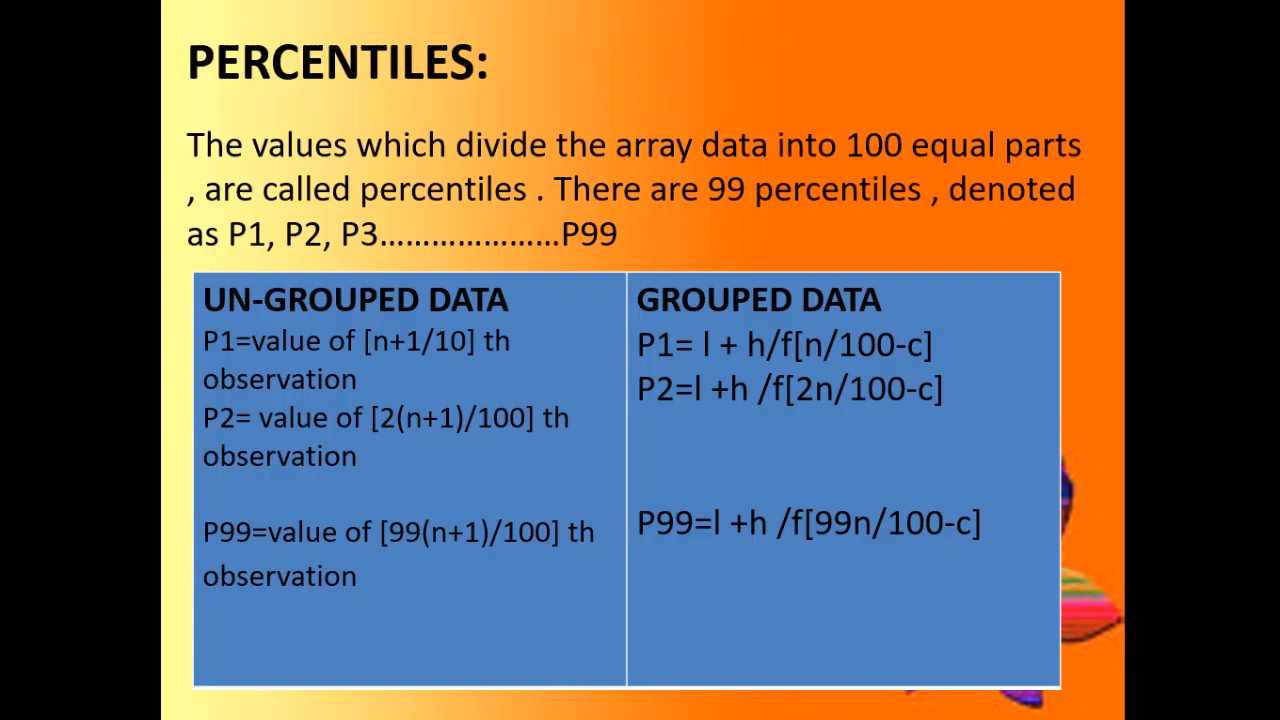 PERCENTILES:
The values which divide the array data into 100 equal parts
, are called percentiles . There are 99 percentiles , denoted
as P1, P2, P3…………………P99
UN-GROUPED DATA
P1=value of [n+1/10] th
observation
P2= value of [2(n+1)/100] th
observation
P99=value of [99(n+1)/100] th
observation
GROUPED DATA
P1= l + h/f[n/100-c]
P2=l +h /f[2n/100-c]
P99=l +h /f[99n/100-c]